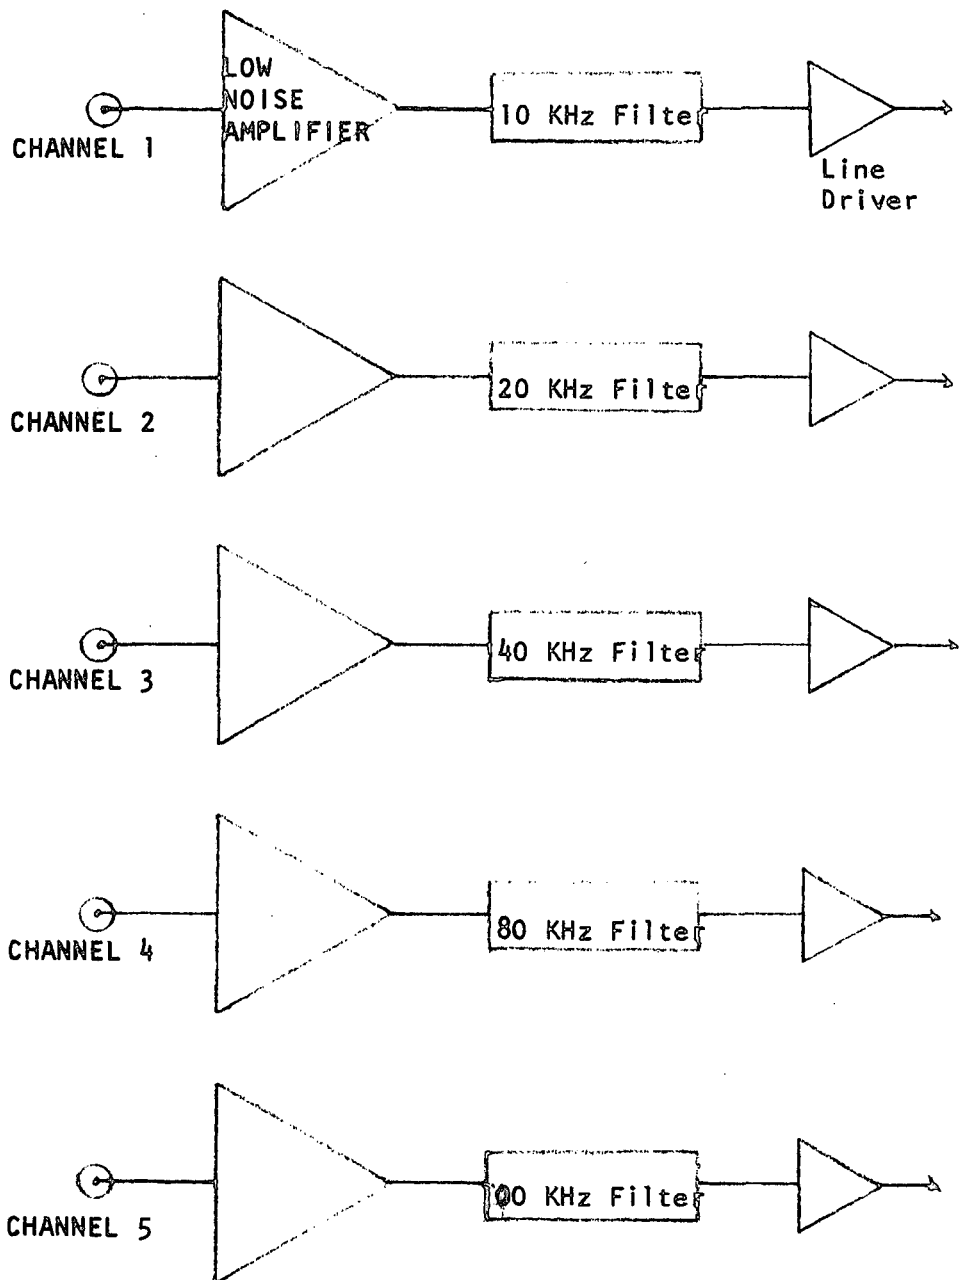 LOW
NOISE
AMPLIFIER
CHANNEL 1
10 KHz Filte
Line
Driver
20 KHz Filte
CHANNEL 2
40 KHz Filte
CHANNEL 3
80 KHz Filte
CHANNEL 4
KHz Filte
CHANNEL 5